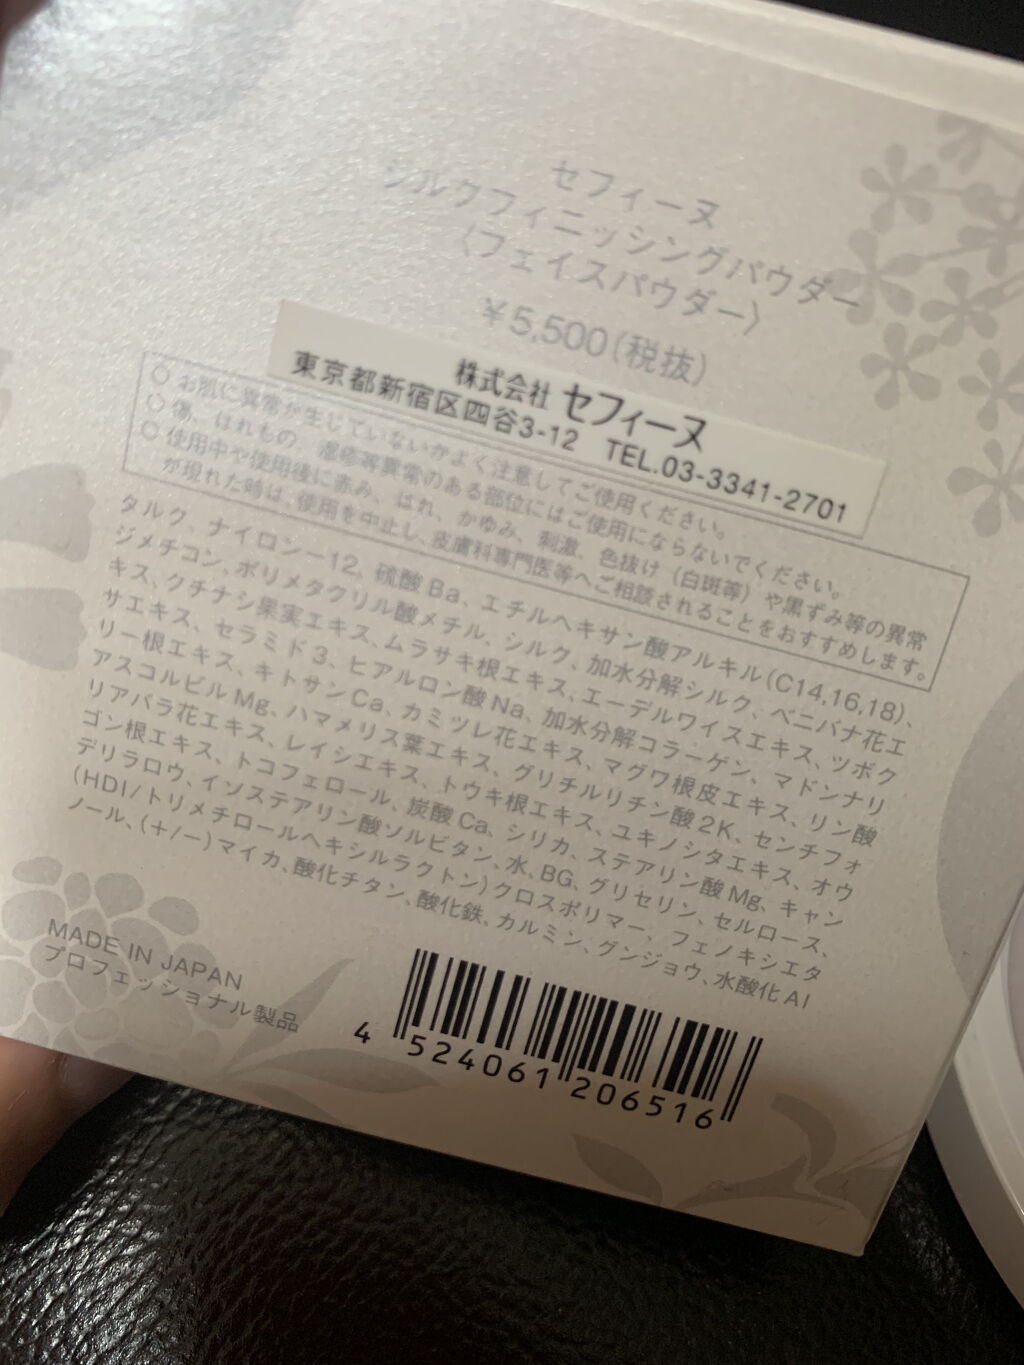 セフィーヌ
シルクフィニッシングパウダー
〈フェイスパウダー〉
￥5,500(税抜)
株式会社 セフィーヌ
東京都新宿区四谷3-12 TEL.03-3341-2701
○ お肌に異常が生じていないかよく注意してご使用ください。
○ 傷、はれもの、湿疹等異常のある部位にはご使用にならないでください。
○ 使用中や使用後に赤み、はれ、かゆみ、刺激、色抜け（白斑等）や黒ずみ等の異常
が現れた時は、使用を中止し、皮膚科専門医等へご相談されることをおすすめします。
タルク、ナイロン－12、硫酸Ba、エチルヘキサン酸アルキル(C14,16,18)、
ジメチコン、ポリメタクリル酸メチル、シルク、加水分解シルク、ベニバナ花エ
キス、クチナシ果実エキス、ムラサキ根エキス、エーデルワイスエキス、ツボク
サエキス、セラミド3、ヒアルロン酸Na、加水分解コラーゲン、マドンナリ
リー根エキス、キトサンCa、カミツレ花エキス、マグワ根皮エキス、リン酸
アスコルビルMg、ハマメリス葉エキス、グリチルリチン酸2K、センチフォ
リアバラ花エキス、レイシエキス、トウキ根エキス、ユキノシタエキス、オウ
ゴン根エキス、トコフェロール、炭酸Ca、シリカ、ステアリン酸Mg、キャン
デリラロウ、イソステアリン酸ソルビタン、水、BG、グリセリン、セルロース、
(HDI/トリメチロールヘキシルラクトン)クロスポリマー、フェノキシエタ
ノール、(＋/－)マイカ、酸化チタン、酸化鉄、カルミン、グンジョウ、水酸化Al
MADE IN JAPAN
プロフェッショナル製品
4 524061 206516